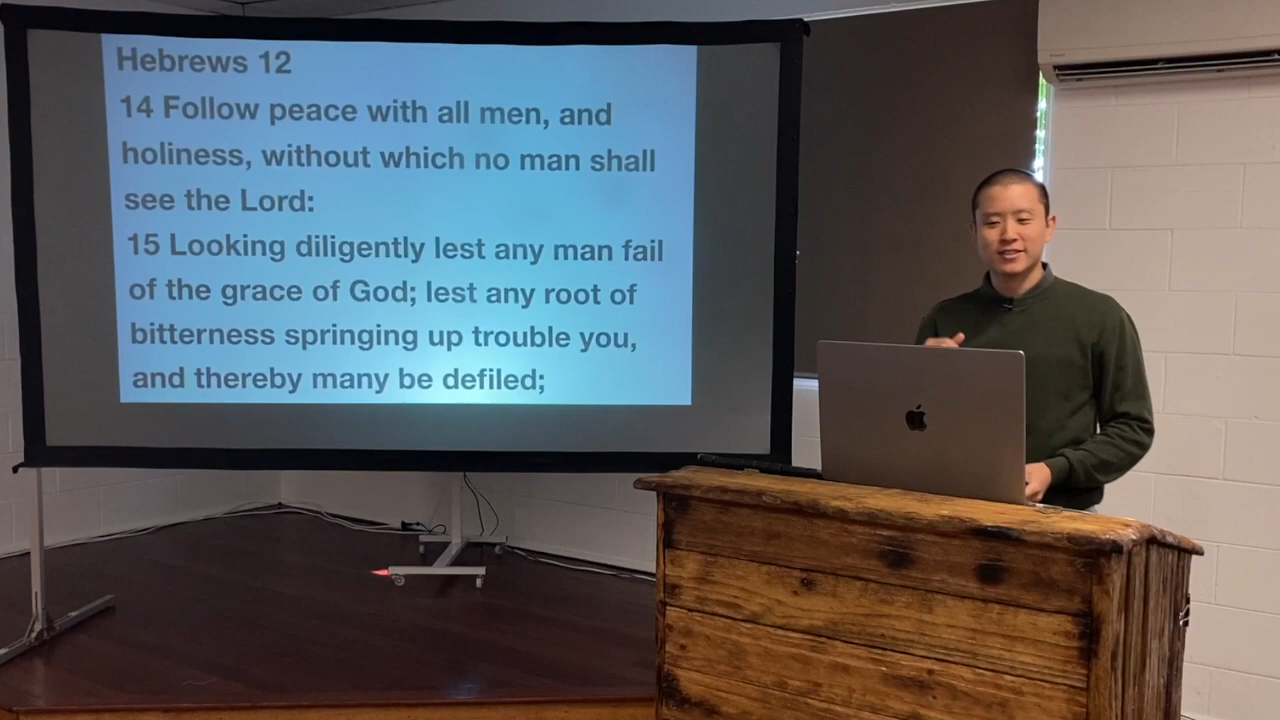 Hebrews 12
14 Follow peace with all men, and
holiness, without which no man shall
see the Lord:
15 Looking diligently lest any man fail
of the grace of God; lest any root of
bitterness springing up trouble you,
and thereby many be defiled;